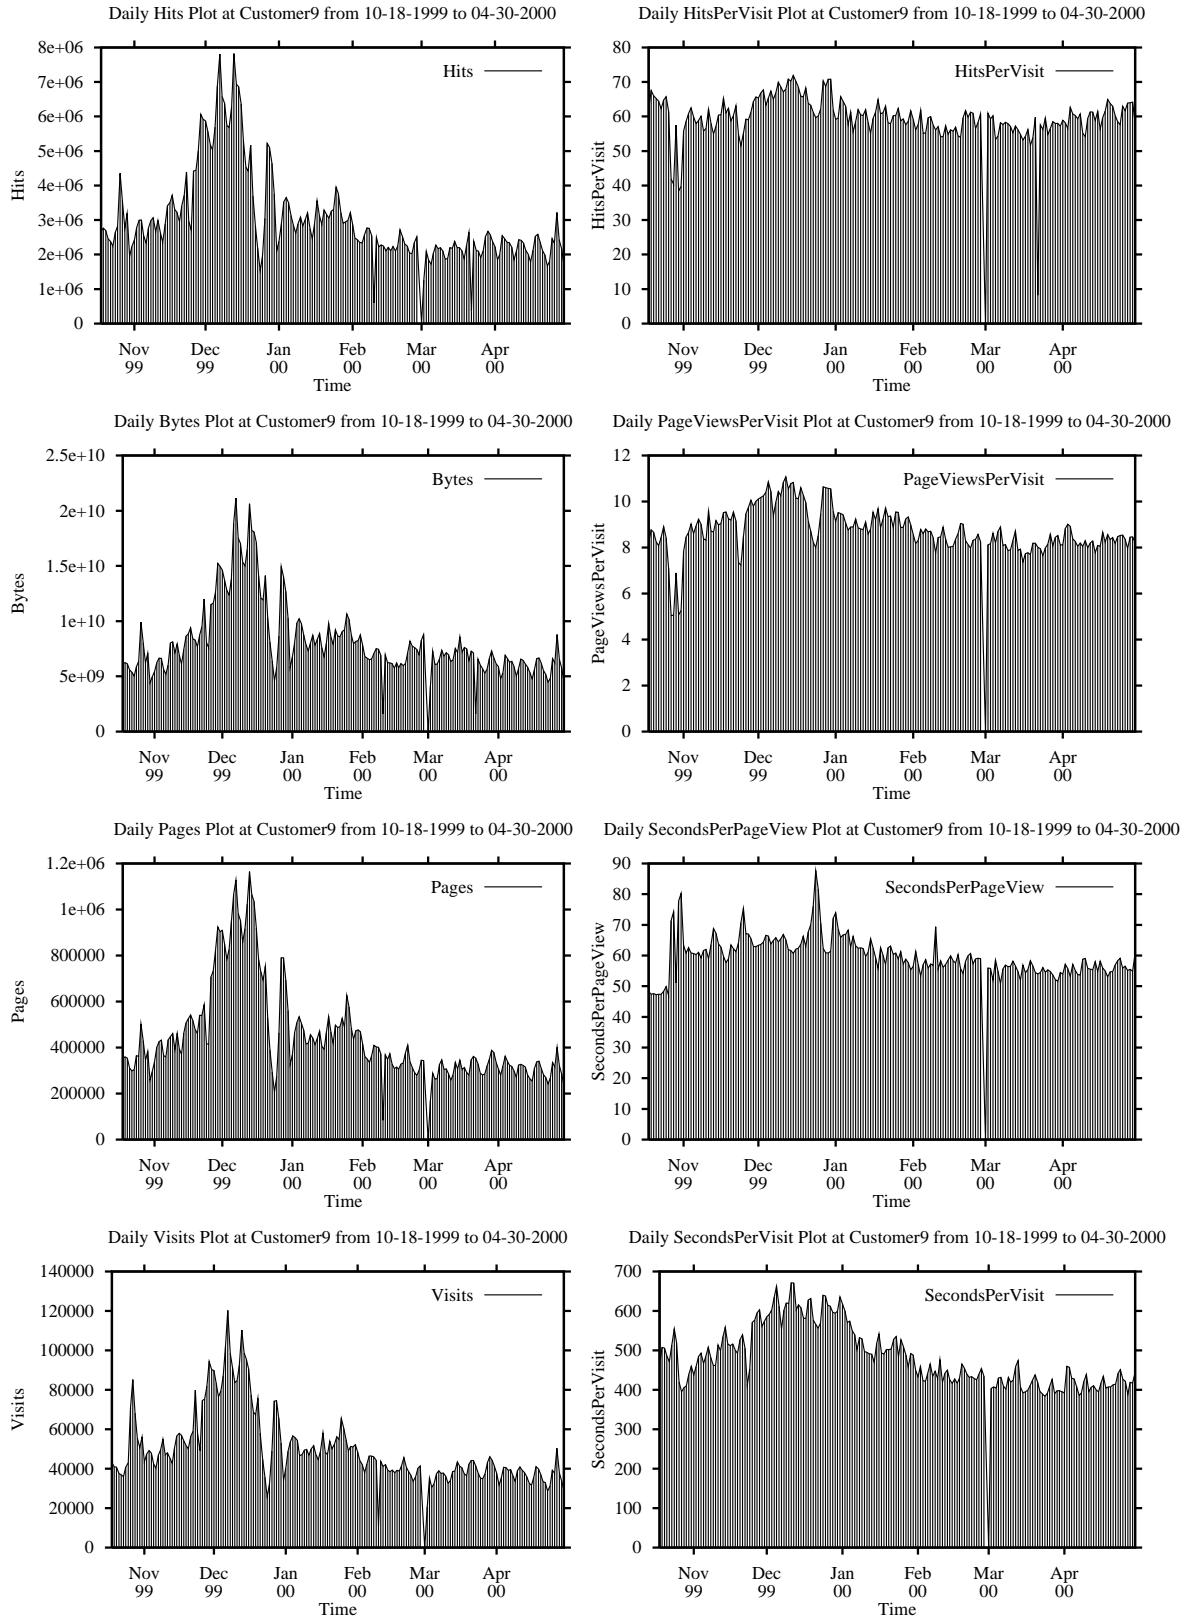 Daily Hits Plot at Customer9 from 10-18-1999 to 04-30-2000
8e+06
7e+06
6e+06
5e+06
4e+06
3e+06
2e+06
1e+06
0
Hits
Hits
Nov Dec Jan Feb Mar Apr
99 99 00 00 00 00
Time
Daily HitsPerVisit Plot at Customer9 from 10-18-1999 to 04-30-2000
80
70
60
50
40
30
20
10
0
HitsPerVisit
HitsPerVisit
Nov Dec Jan Feb Mar Apr
99 99 00 00 00 00
Time
Daily Bytes Plot at Customer9 from 10-18-1999 to 04-30-2000
2.5e+10
2e+10
1.5e+10
1e+10
5e+09
0
Bytes
Bytes
Nov Dec Jan Feb Mar Apr
99 99 00 00 00 00
Time
Daily PageViewsPerVisit Plot at Customer9 from 10-18-1999 to 04-30-2000
12
10
8
6
4
2
0
PageViewsPerVisit
PageViewsPerVisit
Nov Dec Jan Feb Mar Apr
99 99 00 00 00 00
Time
Daily Pages Plot at Customer9 from 10-18-1999 to 04-30-2000
1.2e+06
1e+06
800000
600000
400000
200000
0
Pages
Pages
Nov Dec Jan Feb Mar Apr
99 99 00 00 00 00
Time
Daily SecondsPerPageView Plot at Customer9 from 10-18-1999 to 04-30-2000
90
80
70
60
50
40
30
20
10
0
SecondsPerPageView
SecondsPerPageView
Nov Dec Jan Feb Mar Apr
99 99 00 00 00 00
Time
Daily Visits Plot at Customer9 from 10-18-1999 to 04-30-2000
140000
120000
100000
80000
60000
40000
20000
0
Visits
Visits
Nov Dec Jan Feb Mar Apr
99 99 00 00 00 00
Time
Daily SecondsPerVisit Plot at Customer9 from 10-18-1999 to 04-30-2000
700
600
500
400
300
200
100
0
SecondsPerVisit
SecondsPerVisit
Nov Dec Jan Feb Mar Apr
99 99 00 00 00 00
Time